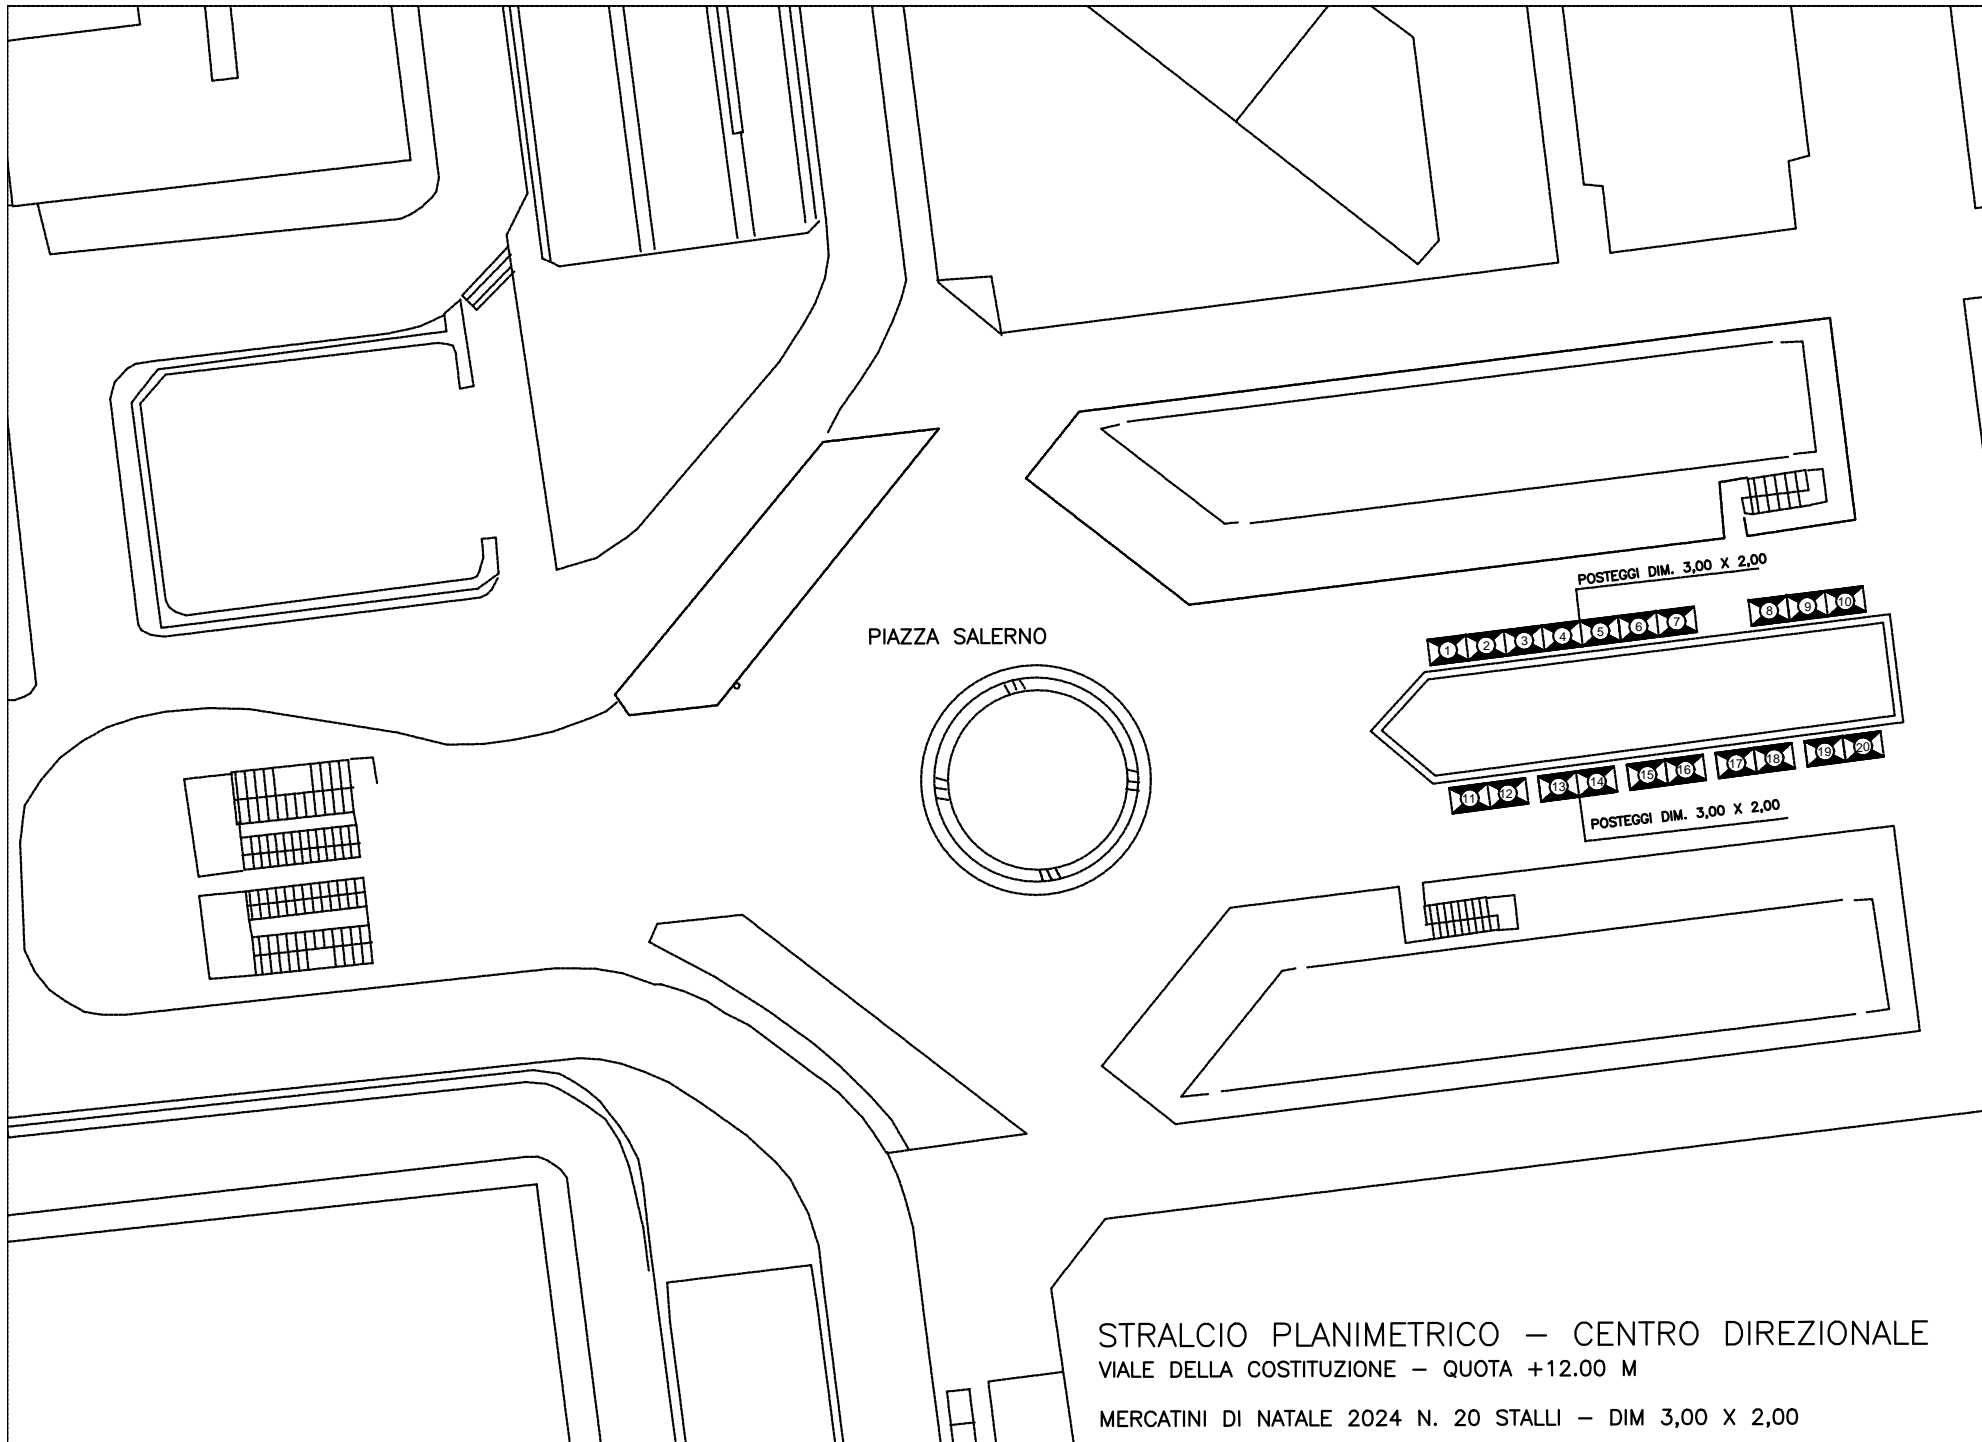 POSTEGGI DIM. 3,00 X 2,00
1 2 3 4 5 6 7 8 9 10
PIAZZA SALERNO
11 12 13 14 15 16 17 18 19 20
POSTEGGI DIM. 3,00 X 2,00
STRALCIO PLANIMETRICO – CENTRO DIREZIONALE
VIALE DELLA COSTITUZIONE – QUOTA +12.00 M
MERCATINI DI NATALE 2024 N. 20 STALLI – DIM 3,00 X 2,00